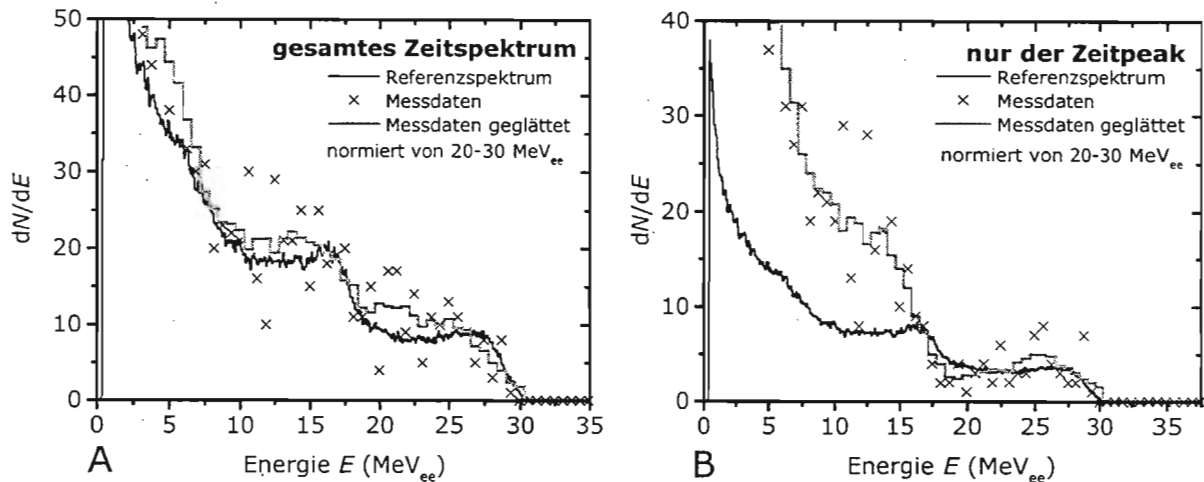 50
40
30
20
10
0
dN/dE
gesamtes Zeitspektrum
Referenzspektrum
Messdaten
Messdaten geglättet
normiert von 20-30 MeVee
0 5 10 15 20 25 30 35
A
Energie E (MeVee)
40
30
20
10
0
dN/dE
nur der Zeitpeak
Referenzspektrum
Messdaten
Messdaten geglättet
normiert von 20-30 MeVee
0 5 10 15 20 25 30 35
B
Energie E (MeVee)